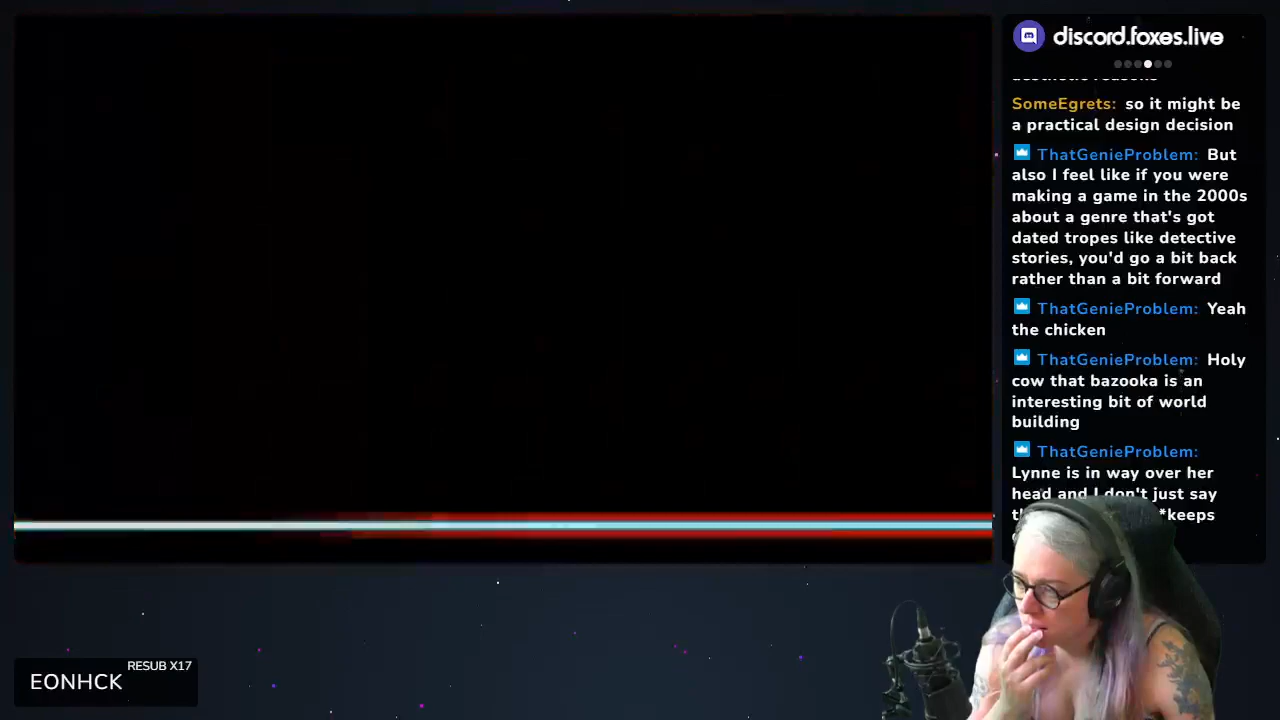 discord.foxes.live
SomeEgrets: so it might be
a practical design decision
ThatGenieProblem: But
also I feel like if you were
making a game in the 2000s
about a genre that's got
dated tropes like detective
stories, you'd go a bit back
rather than a bit forward
ThatGenieProblem: Yeah
the chicken
ThatGenieProblem: Holy
cow that bazooka is an
interesting bit of world
building
ThatGenieProblem:
Lynne is in way over her
head and I don't just say
*keeps
RESUB X17
EONHCK